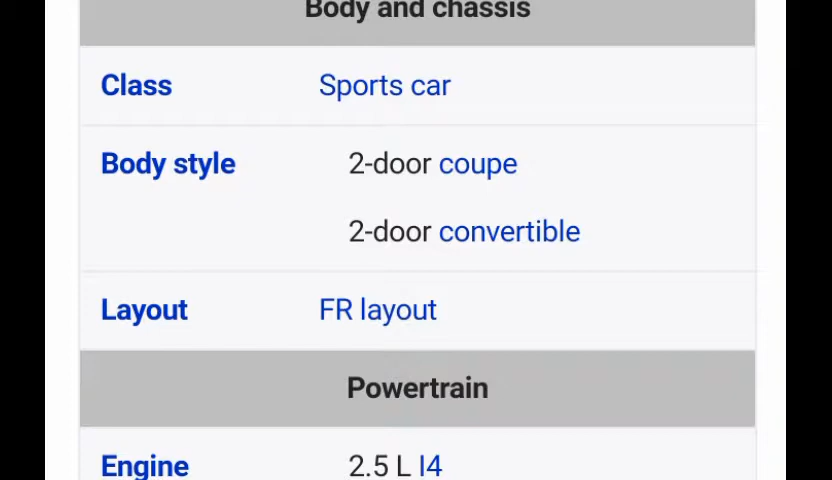 Body and chassis
Class Sports car
Body style 2-door coupe
2-door convertible
Layout FR layout
Powertrain
Engine 2.5 L I4